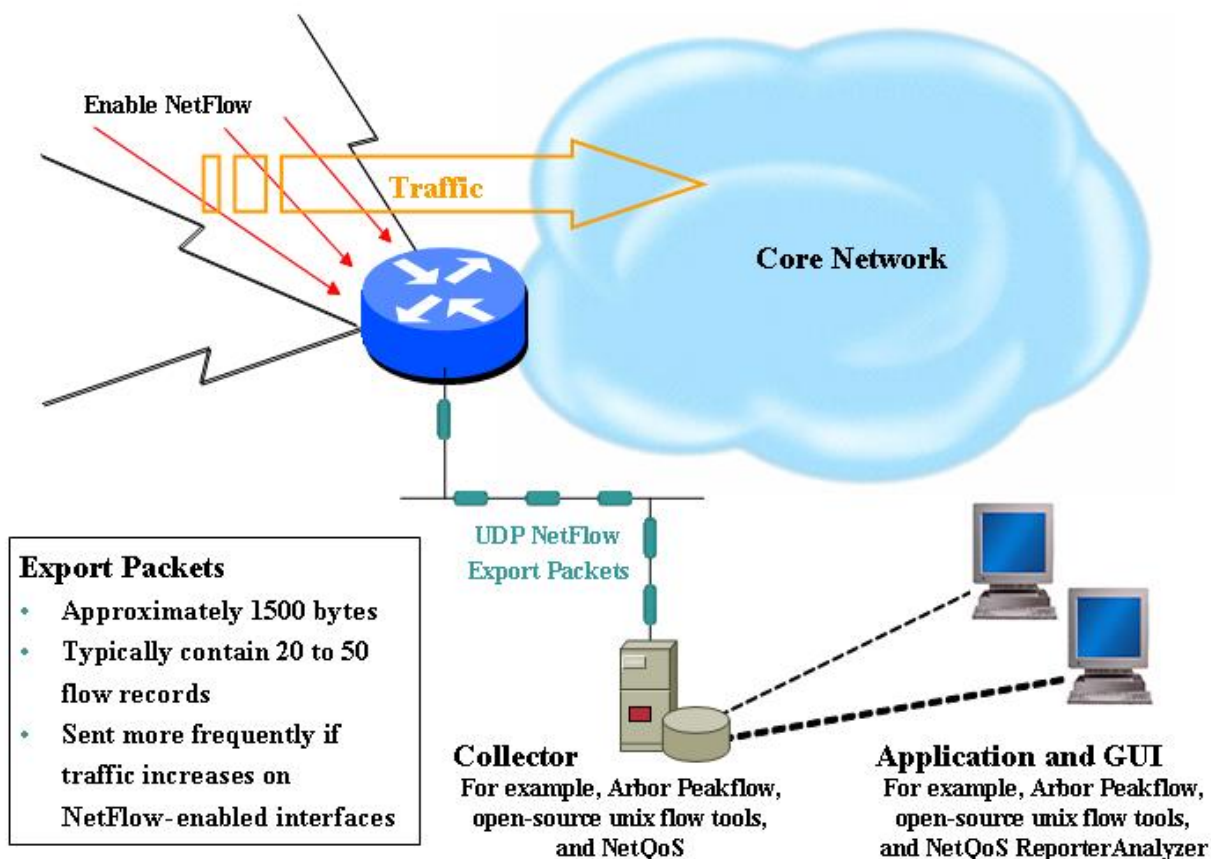 Enable NetFlow
Traffic
Core Network
UDP NetFlow
Export Packets
Export Packets
• Approximately 1500 bytes
• Typically contain 20 to 50
flow records
• Sent more frequently if
traffic increases on
NetFlow-enabled interfaces
Collector
For example, Arbor Peakflow,
open-source unix flow tools,
and NetQoS
Application and GUI
For example, Arbor Peakflow,
open-source unix flow tools,
and NetQoS ReporterAnalyzer